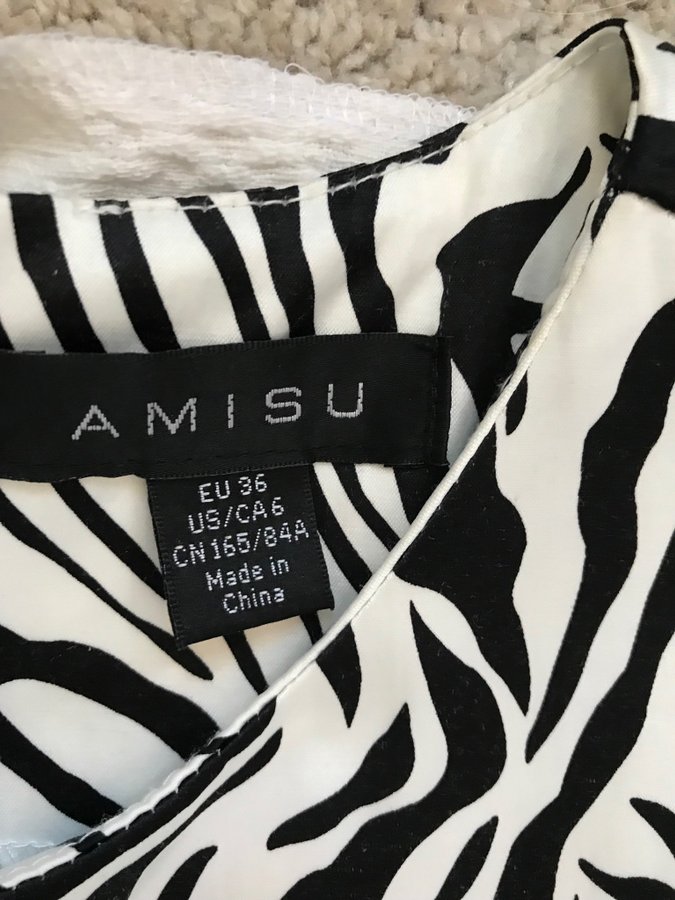 AMISU
EU 36
US/CA 6
CN 165/84A
Made in
China